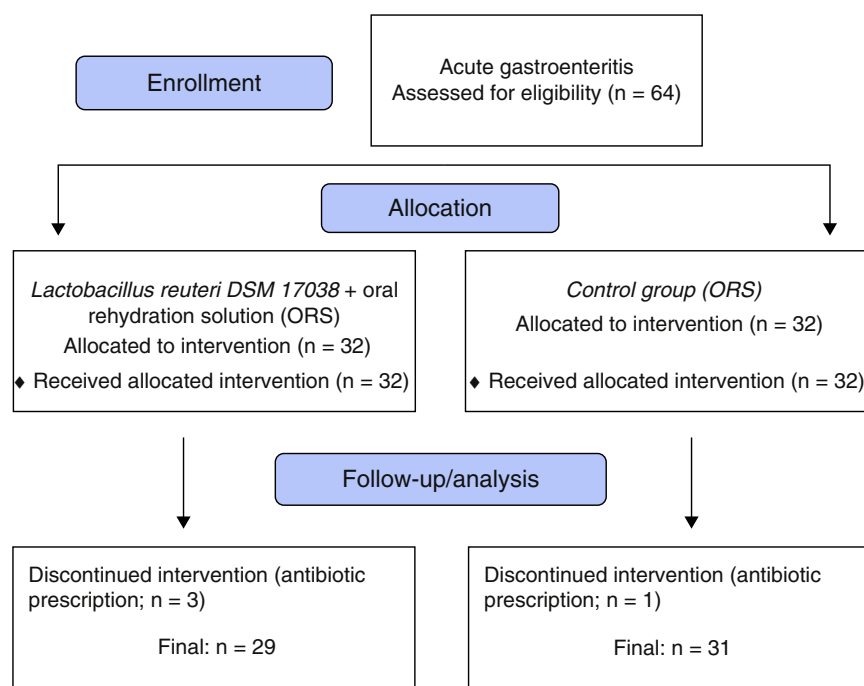 Enrollment
Acute gastroenteritis
Assessed for eligibility (n = 64)
Allocation
Lactobacillus reuteri DSM 17038 + oral
rehydration solution (ORS)
Allocated to intervention (n = 32)
♦ Received allocated intervention (n = 32)
Control group (ORS)
Allocated to intervention (n = 32)
♦ Received allocated intervention (n = 32)
Follow-up/analysis
Discontinued intervention (antibiotic
prescription; n = 3)
Final: n = 29
Discontinued intervention (antibiotic
prescription; n = 1)
Final: n = 31